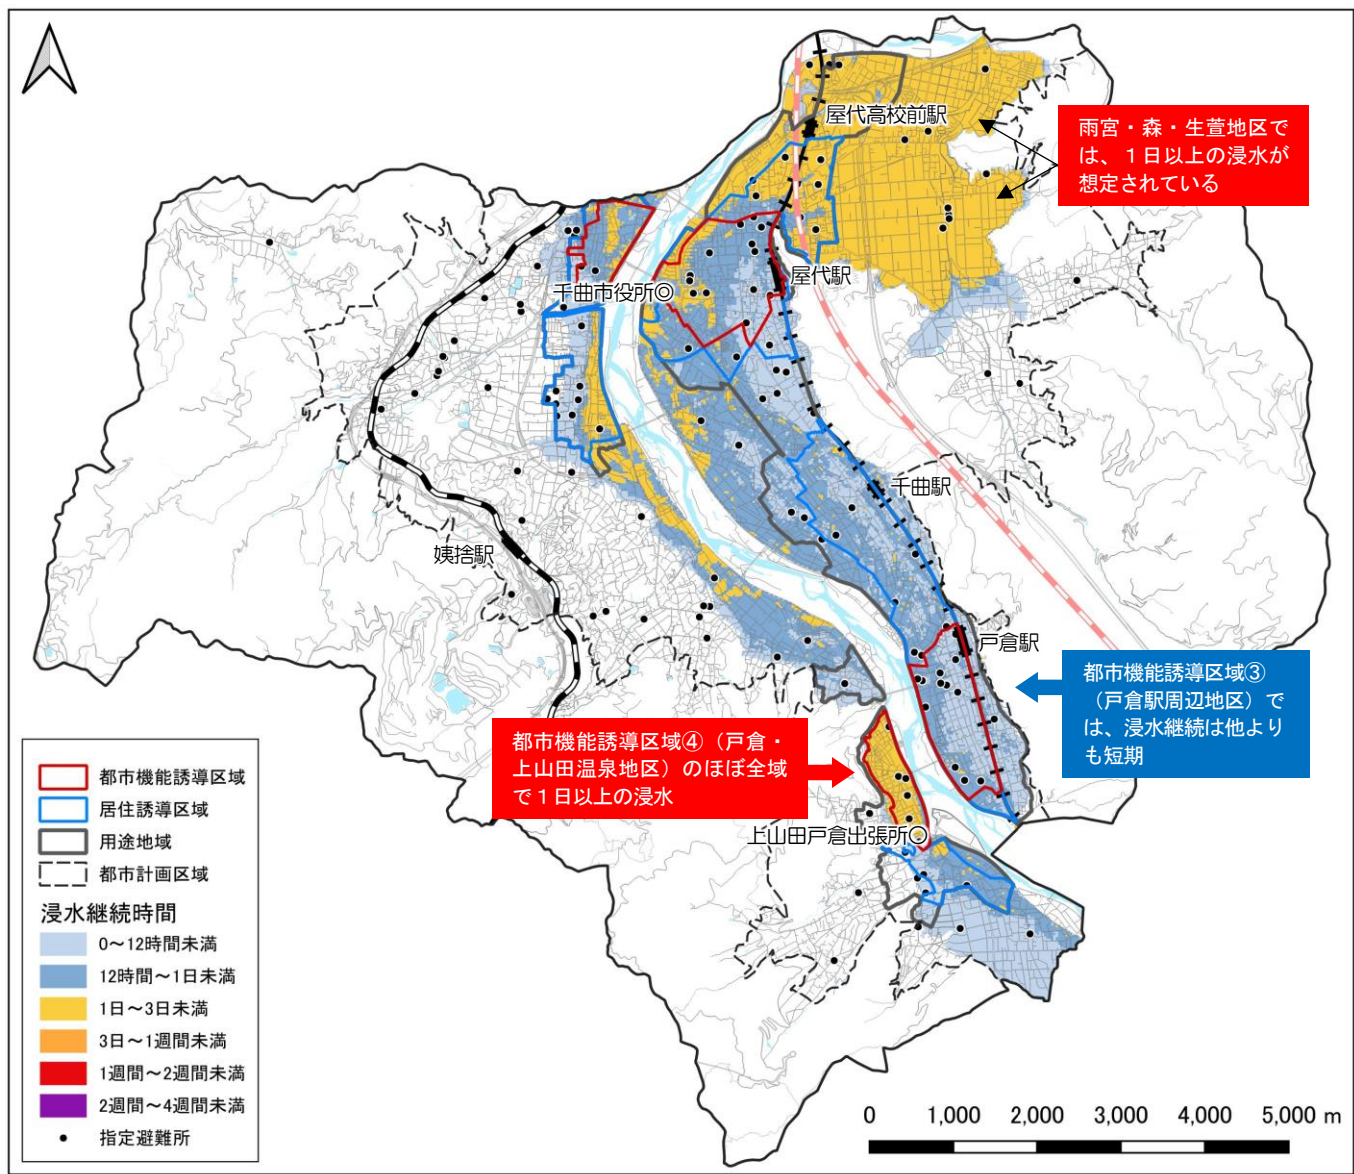 屋代高校前駅
雨宮・森・生萱地区で
は、１日以上の浸水が
想定されている
屋代駅
千曲市役所◎
千曲駅
姨捨駅
戸倉駅
都市機能誘導区域③
（戸倉駅周辺地区）で
は、浸水継続は他より
も短期
都市機能誘導区域④（戸倉・
上山田温泉地区）のほぼ全域
で１日以上の浸水
上山田戸倉出張所○
都市機能誘導区域
居住誘導区域
用途地域
都市計画区域
浸水継続時間
0～12時間未満
12時間～1日未満
1日～3日未満
3日～1週間未満
1週間～2週間未満
2週間～4週間未満
指定避難所
0 1,000 2,000 3,000 4,000 5,000 m